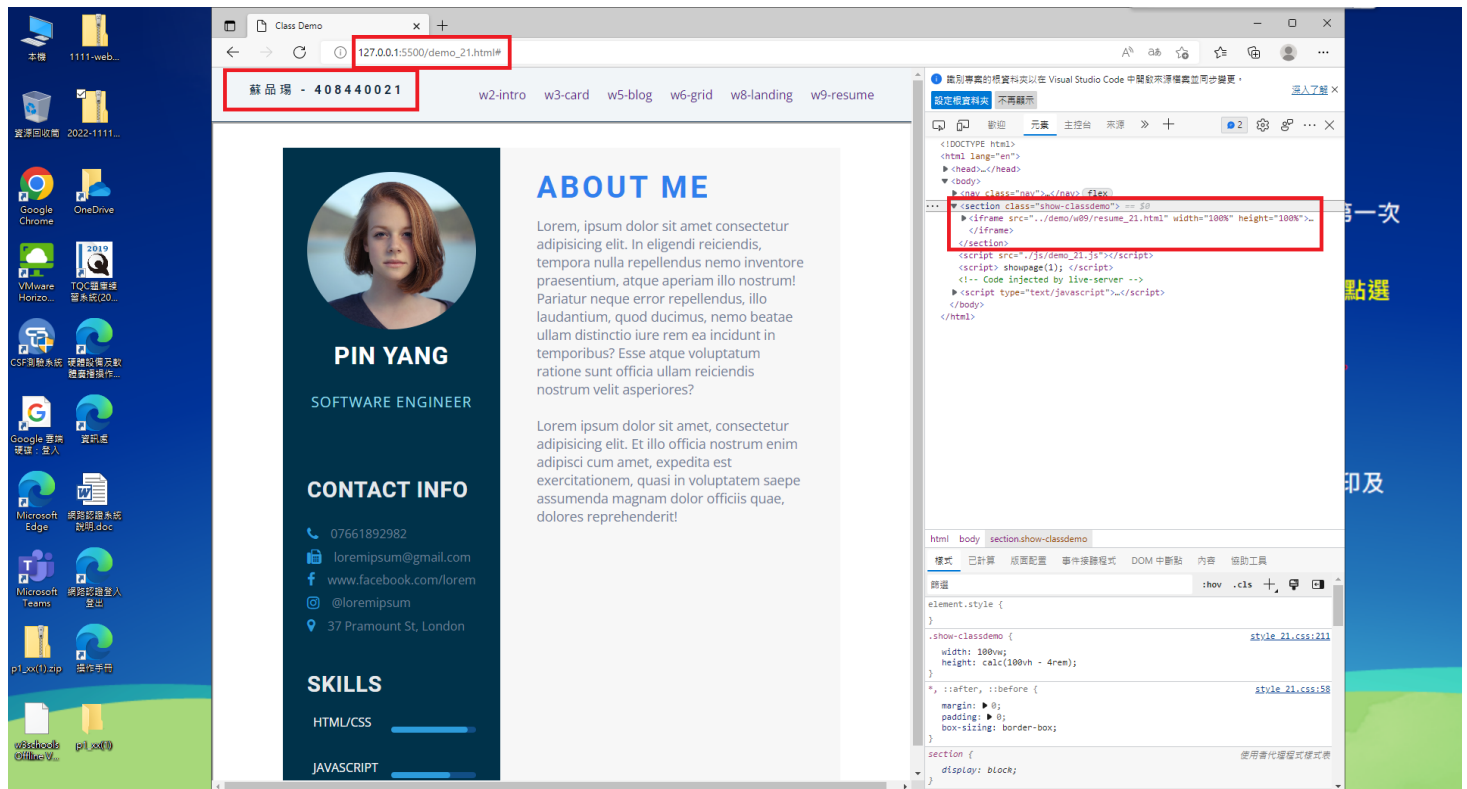 本機
1111-web...
資源回收筒
2022-1111...
Google Chrome
OneDrive
VMware Horizo...
2019
TQC題庫練習系統(20...
CSF測驗系統
硬體設備及軟體廣播操作...
Google 雲端硬碟:登入
資訊處
Microsoft Edge
網路認證系統說明.doc
Microsoft Teams
網路認證登入登出
p1_xx(1).zip
操作手冊
w3schools Offline V...
p1_xx(1)
Class Demo
127.0.0.1:5500/demo_21.html#
蘇品瑒 - 408440021
w2-intro w3-card w5-blog w6-grid w8-landing w9-resume
PIN YANG
SOFTWARE ENGINEER
CONTACT INFO
07661892982
loremipsum@gmail.com
www.facebook.com/lorem
@loremipsum
37 Pramount St, London
SKILLS
HTML/CSS
JAVASCRIPT
ABOUT ME
Lorem, ipsum dolor sit amet consectetur
adipisicing elit. In eligendi reiciendis,
tempora nulla repellendus nemo inventore
praesentium, atque aperiam illo nostrum!
Pariatur neque error repellendus, illo
laudantium, quod ducimus, nemo beatae
ullam distinctio iure rem ea incidunt in
temporibus? Esse atque voluptatum
ratione sunt officia ullam reiciendis
nostrum velit asperiores?
Lorem ipsum dolor sit amet, consectetur
adipisicing elit. Et illo officia nostrum enim
adipisci cum amet, expedita est
exercitationem, quasi in voluptatem saepe
assumenda magnam dolor officiis quae,
dolores reprehenderit!
識別專案的根資料夾以在 Visual Studio Code 中開啟來源檔案並同步變更。
深入了解
設定根資料夾 不再顯示
歡迎 元素 主控台 來源 2
<!DOCTYPE html>
<html lang="en">
<head>…</head>
<body>
<nav class="nav">…</nav> flex
<section class="show-classdemo"> == $0
<iframe src="../demo/w09/resume_21.html" width="100%" height="100%">…
</iframe>
</section>
<script src="./js/demo_21.js"></script>
<script> showpage(1); </script>
<!-- Code injected by live-server -->
<script type="text/javascript">…</script>
</body>
</html>
html body section.show-classdemo
樣式 已計算 版面配置 事件接聽程式 DOM 中斷點 內容 協助工具
篩選 :hov .cls
element.style {
}
.show-classdemo { style_21.css:211
width: 100vw;
height: calc(100vh - 4rem);
}
*, ::after, ::before { style_21.css:58
margin: 0;
padding: 0;
box-sizing: border-box;
}
section { 使用者代理程式樣式表
display: block;
}
第一次
點選
印及